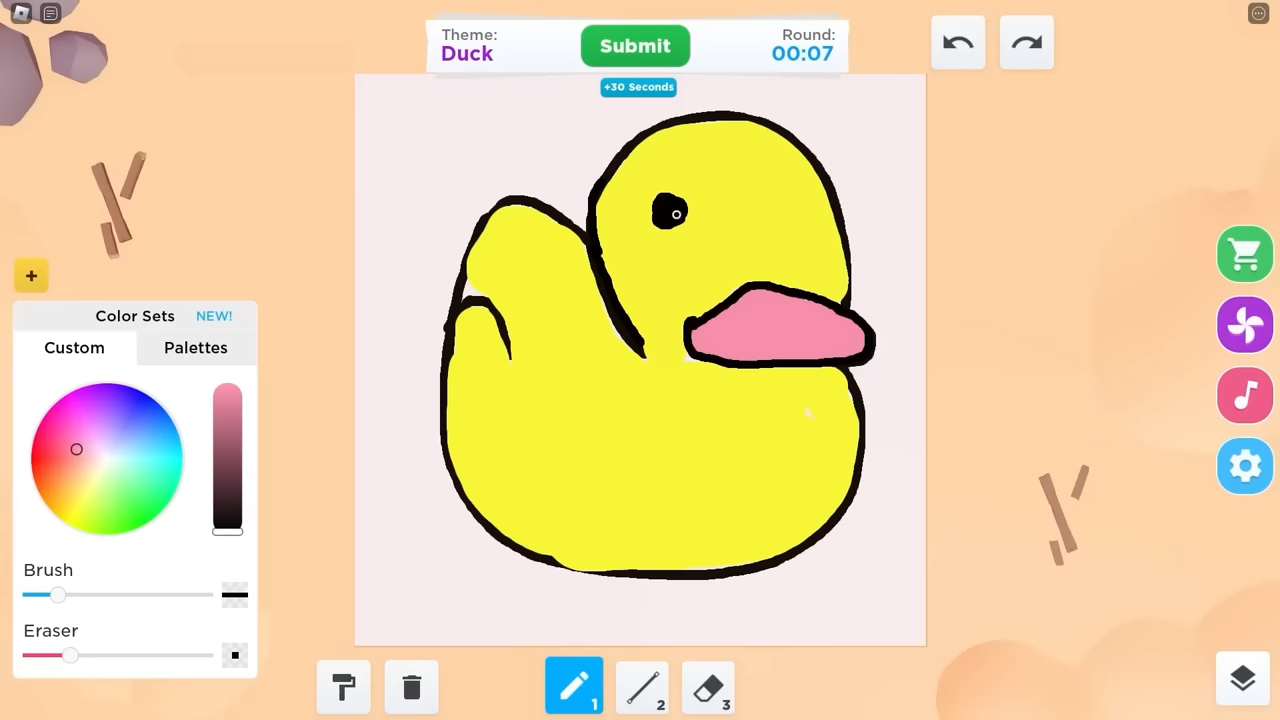 Theme:
Duck
Submit
Round:
00:07
+30 Seconds
+
Color Sets NEW!
Custom Palettes
Brush
Eraser
1
2
3